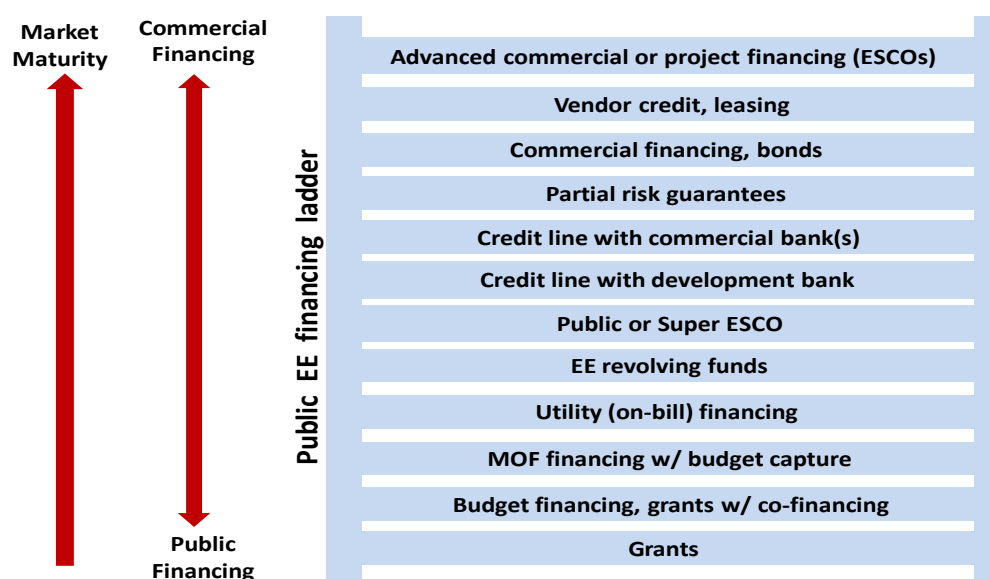 Market
Maturity
Commercial
Financing
Public EE financing ladder
Advanced commercial or project financing (ESCOs)
Vendor credit, leasing
Commercial financing, bonds
Partial risk guarantees
Credit line with commercial bank(s)
Credit line with development bank
Public or Super ESCO
EE revolving funds
Utility (on-bill) financing
MOF financing w/ budget capture
Budget financing, grants w/ co-financing
Grants
Public
Financing